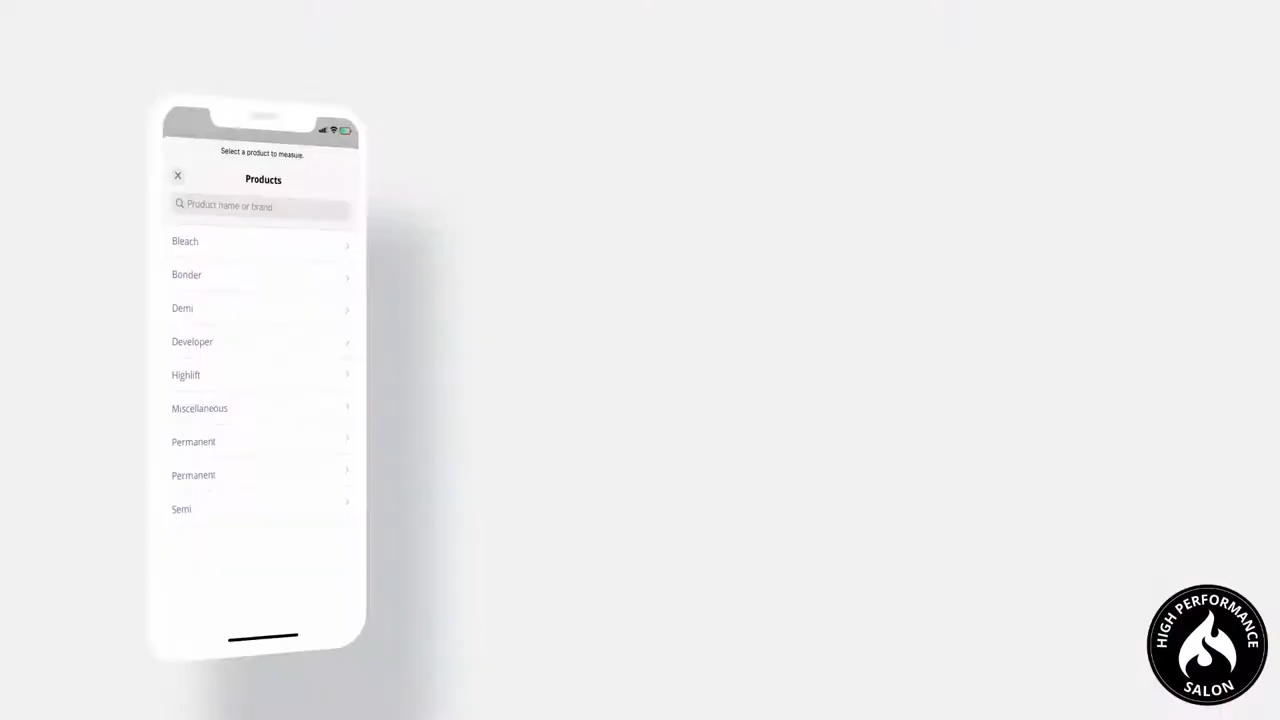 Select a product to measure.
Products
Product name or brand
Bleach
Bonder
Demi
Developer
Highlift
Miscellaneous
Permanent
Permanent
Semi
HIGH PERFORMANCE
SALON